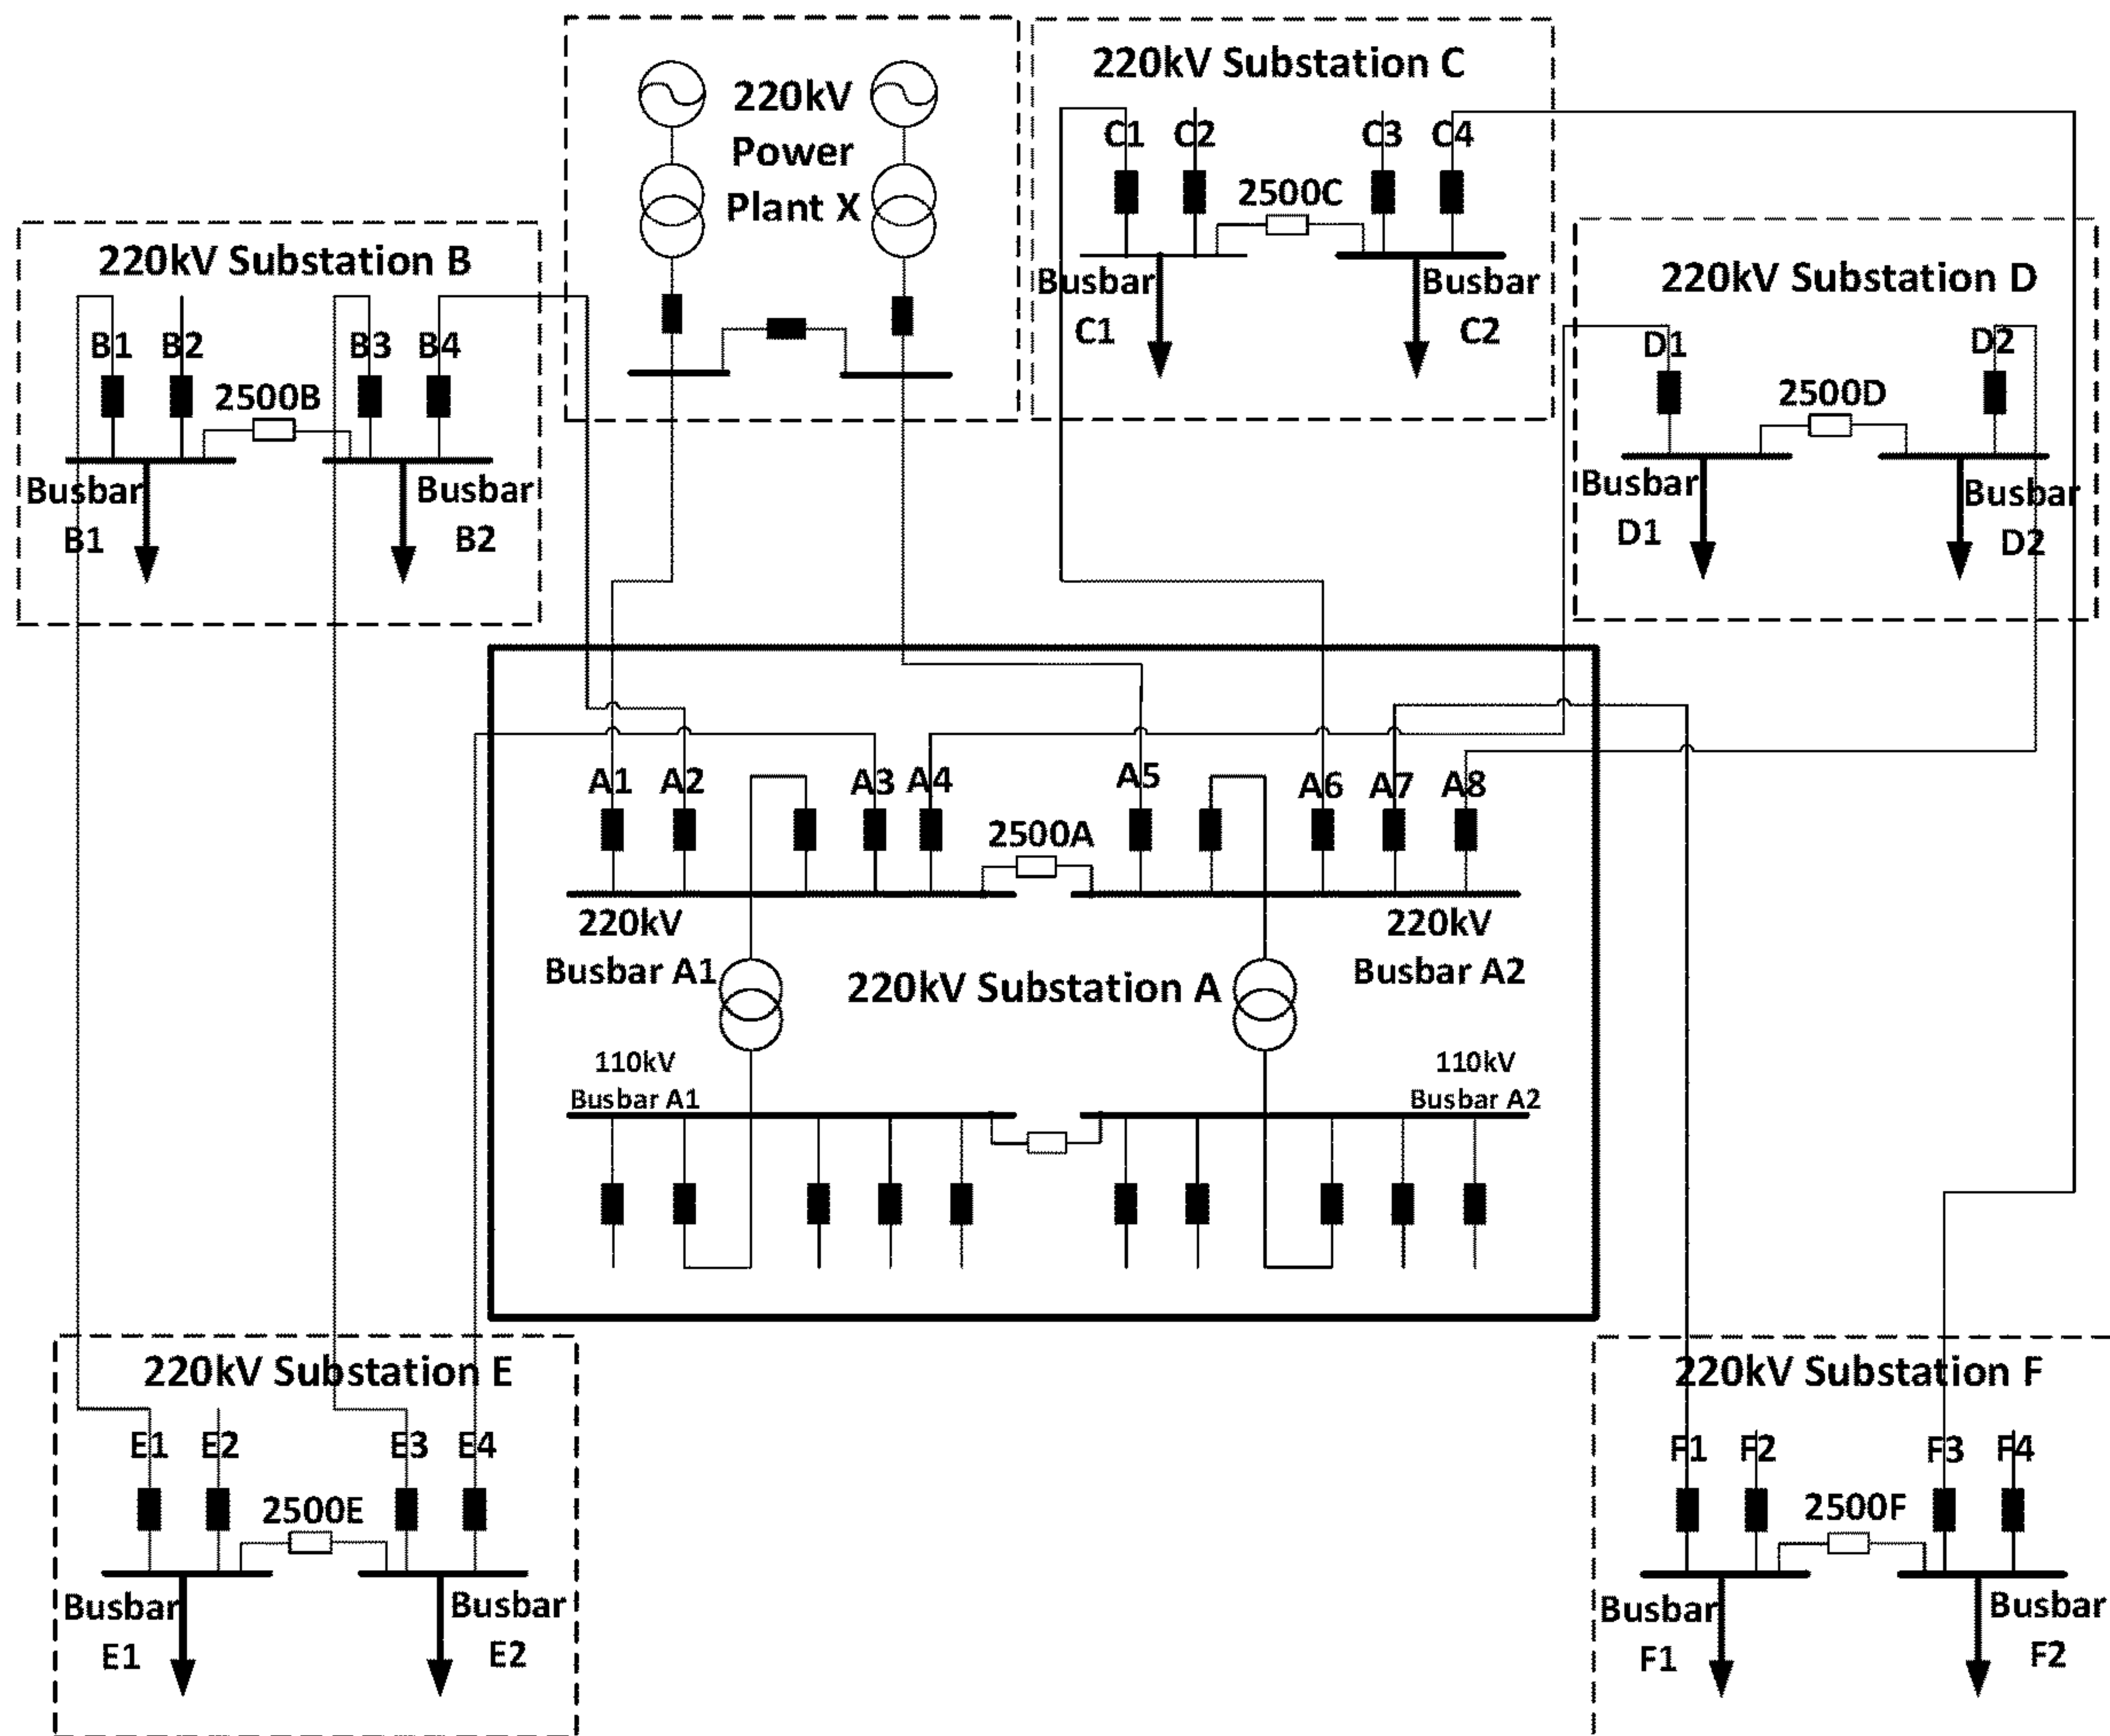 220kV
Power
Plant X
220kV Substation C
C1
C2
C3
C4
2500C
Busbar
C1
Busbar
C2
220kV Substation B
B1
B2
B3
B4
2500B
Busbar
B1
Busbar
B2
220kV Substation D
D1
D2
2500D
Busbar
D1
Busbar
D2
A1
A2
A3
A4
A5
A6
A7
A8
2500A
220kV
Busbar A1
220kV
Busbar A2
220kV Substation A
110kV
Busbar A1
110kV
Busbar A2
220kV Substation E
E1
E2
E3
E4
2500E
Busbar
E1
Busbar
E2
220kV Substation F
F1
F2
F3
F4
2500F
Busbar
F1
Busbar
F2